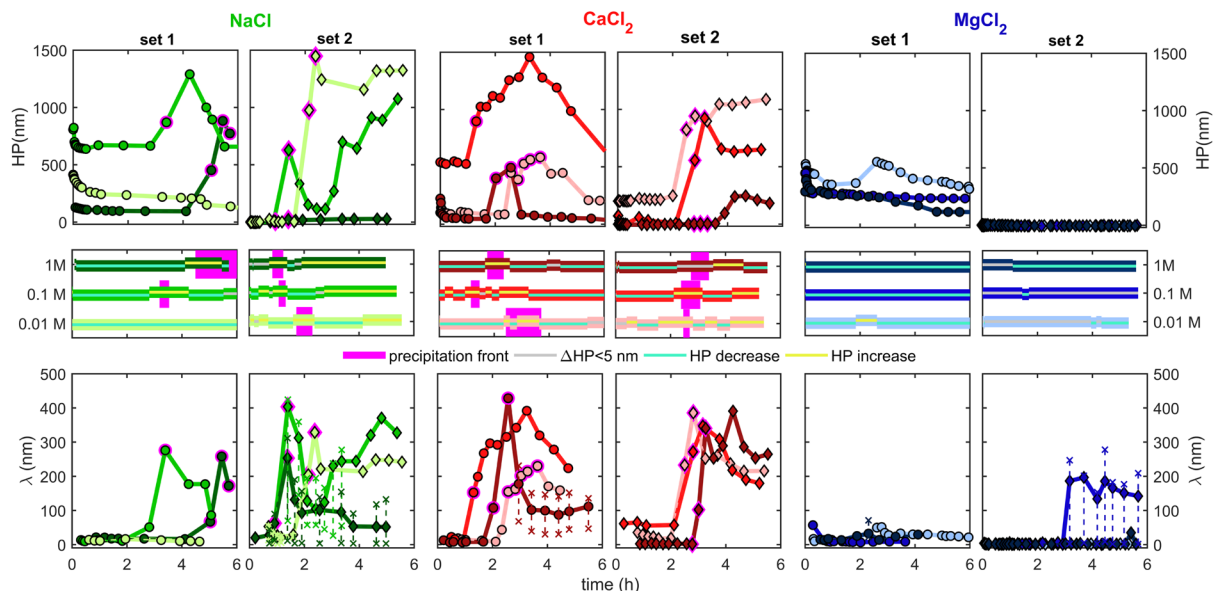 NaCl CaCl2 MgCl2
set 1 set 2 set 1 set 2 set 1 set 2
1500 1500
1000 1000
500 500
0 0
HP(nm) HP(nm)
1M 1M
0.1 M 0.1 M
0.01 M 0.01 M
precipitation front ΔHP<5 nm HP decrease HP increase
500 500
400 400
300 300
200 200
100 100
0 0
λ (nm) λ (nm)
0 2 4 6 0 2 4 6 0 2 4 6 0 2 4 6 0 2 4 6 0 2 4 6
time (h)